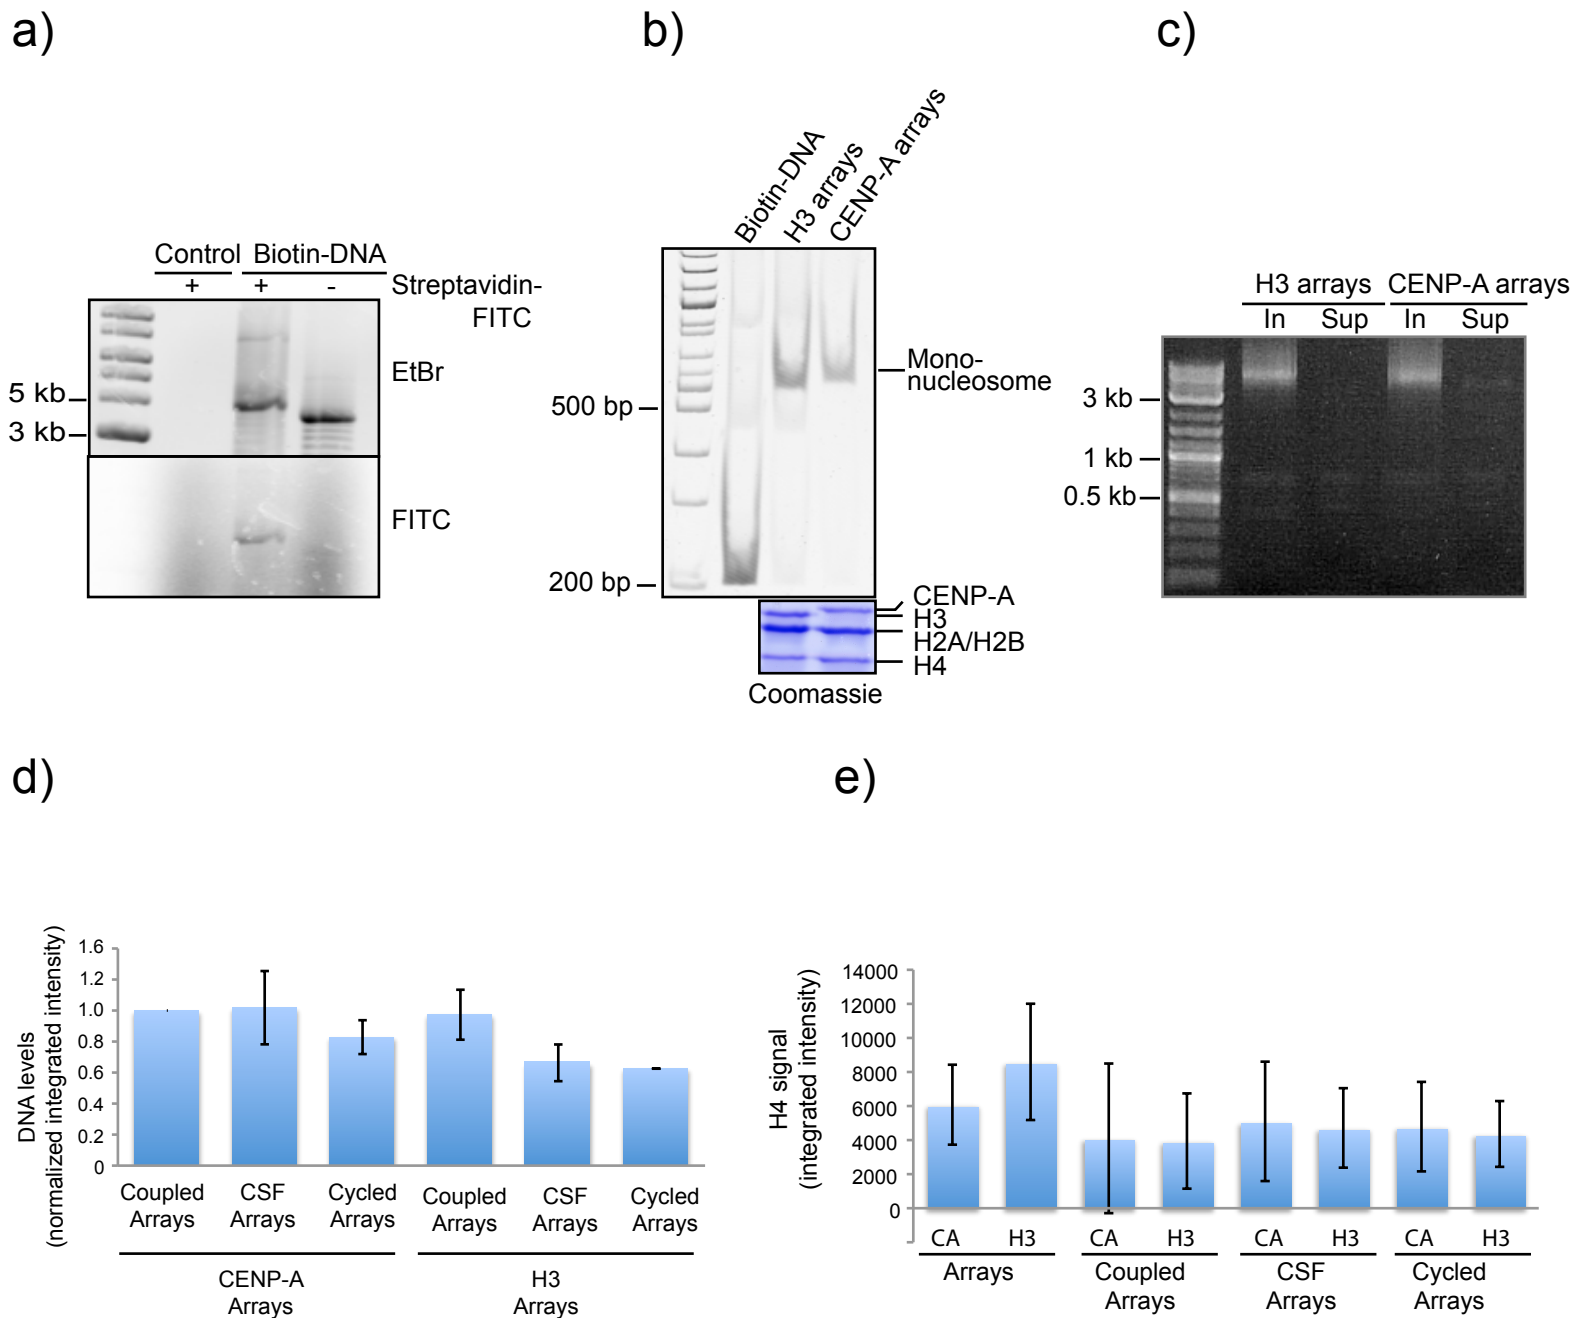 a)
Control Biotin-DNA
+ + - Streptavidin-
FITC
EtBr
5 kb
3 kb
FITC
b)
Biotin-DNA
H3 arrays
CENP-A arrays
Mono-
nucleosome
500 bp
200 bp
CENP-A
H3
H2A/H2B
H4
Coomassie
c)
H3 arrays CENP-A arrays
In Sup In Sup
3 kb
1 kb
0.5 kb
d)
DNA levels
(normalized integrated intensity)
1.6
1.2
1.0
0.8
0.6
0.4
0.2
0
Coupled Arrays
CSF Arrays
Cycled Arrays
Coupled Arrays
CSF Arrays
Cycled Arrays
CENP-A
Arrays
H3
Arrays
e)
H4 signal
(integrated intensity)
14000
12000
10000
8000
6000
4000
2000
0
CA H3 CA H3 CA H3 CA H3
Arrays
Coupled
Arrays
CSF
Arrays
Cycled
Arrays